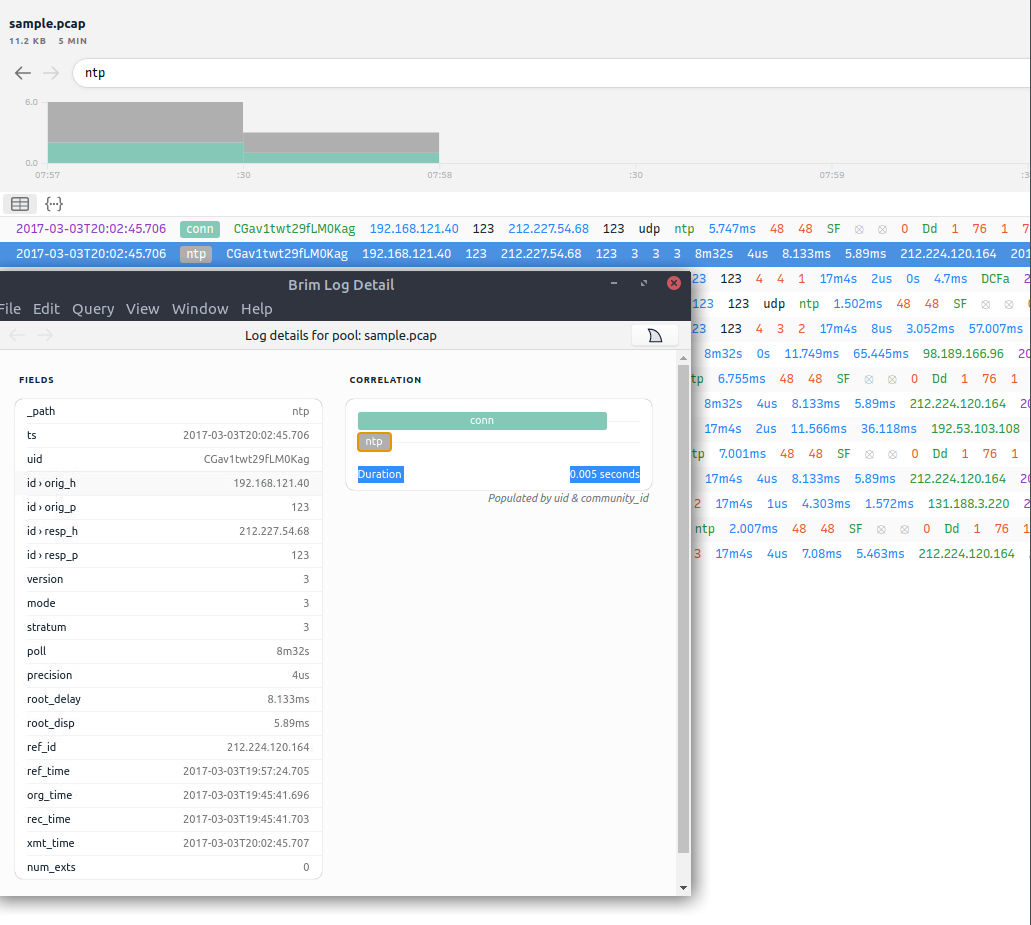 sample.pcap
11.2 KB 5 MIN
ntp
6.0
0.0
07:57 :30 07:58 :30 07:59
{··}
2017-03-03T20:02:45.706 conn CGav1twt29fLM0Kag 192.168.121.40 123 212.227.54.68 123 udp ntp 5.747ms 48 48 SF ⊗ ⊗ 0 Dd 1 76 1
2017-03-03T20:02:45.706 ntp CGav1twt29fLM0Kag 192.168.121.40 123 212.227.54.68 123 3 3 3 8m32s 4us 8.133ms 5.89ms 212.224.120.164 201
23 123 4 4 1 17m4s 2us 0s 4.7ms DCFa 2
123 123 udp ntp 1.502ms 48 48 SF ⊗ ⊗
23 123 4 3 2 17m4s 8us 3.052ms 57.007ms
8m32s 0s 11.749ms 65.445ms 98.189.166.96 20
tp 6.755ms 48 48 SF ⊗ ⊗ 0 Dd 1 76 1
8m32s 4us 8.133ms 5.89ms 212.224.120.164 20
17m4s 2us 11.566ms 36.118ms 192.53.103.108
tp 7.001ms 48 48 SF ⊗ ⊗ 0 Dd 1 76 1
17m4s 4us 8.133ms 5.89ms 212.224.120.164 20
2 17m4s 4us 4.303ms 1.572ms 131.188.3.220 2
ntp 2.007ms 48 48 SF ⊗ ⊗ 0 Dd 1 76 1
3 17m4s 4us 7.08ms 5.463ms 212.224.120.164
Brim Log Detail
File Edit Query View Window Help
Log details for pool: sample.pcap
FIELDS
_path ntp
ts 2017-03-03T20:02:45.706
uid CGav1twt29fLM0Kag
id › orig_h 192.168.121.40
id › orig_p 123
id › resp_h 212.227.54.68
id › resp_p 123
version 3
mode 3
stratum 3
poll 8m32s
precision 4us
root_delay 8.133ms
root_disp 5.89ms
ref_id 212.224.120.164
ref_time 2017-03-03T19:57:24.705
org_time 2017-03-03T19:45:41.696
rec_time 2017-03-03T19:45:41.703
xmt_time 2017-03-03T20:02:45.707
num_exts 0
CORRELATION
conn
ntp
Duration 0.005 seconds
Populated by uid & community_id